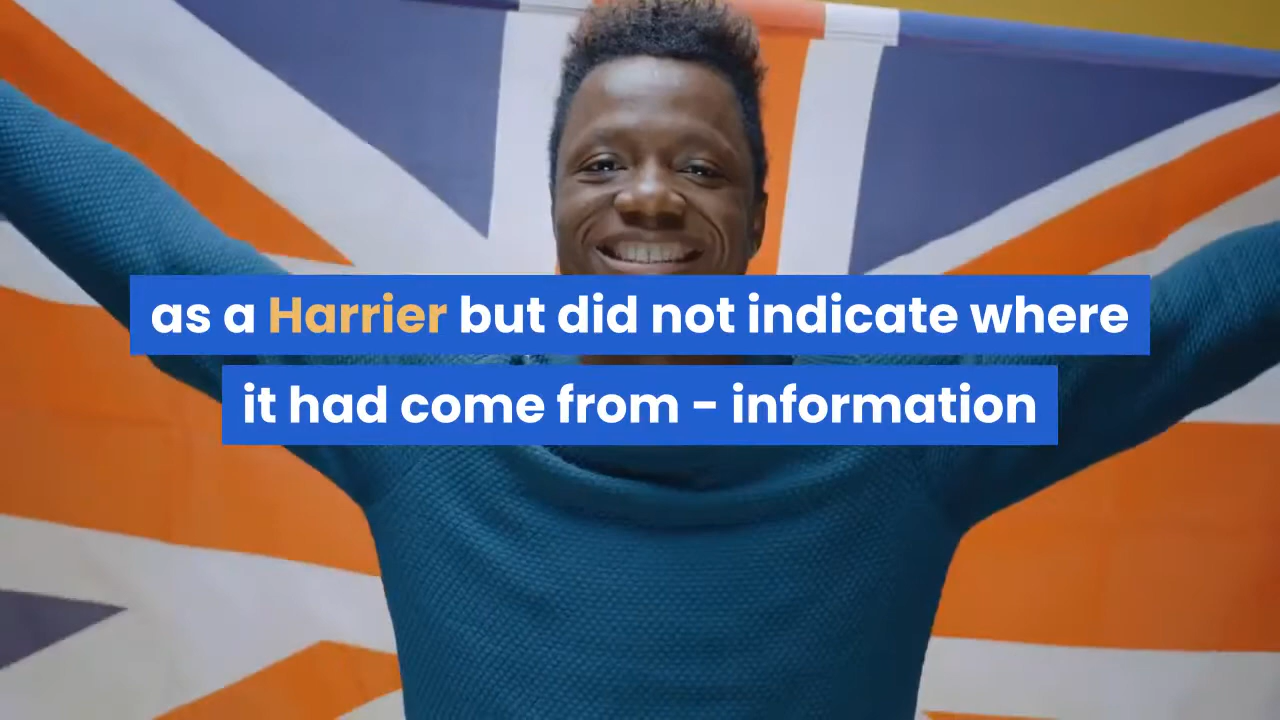 as a Harrier but did not indicate where
it had come from - information